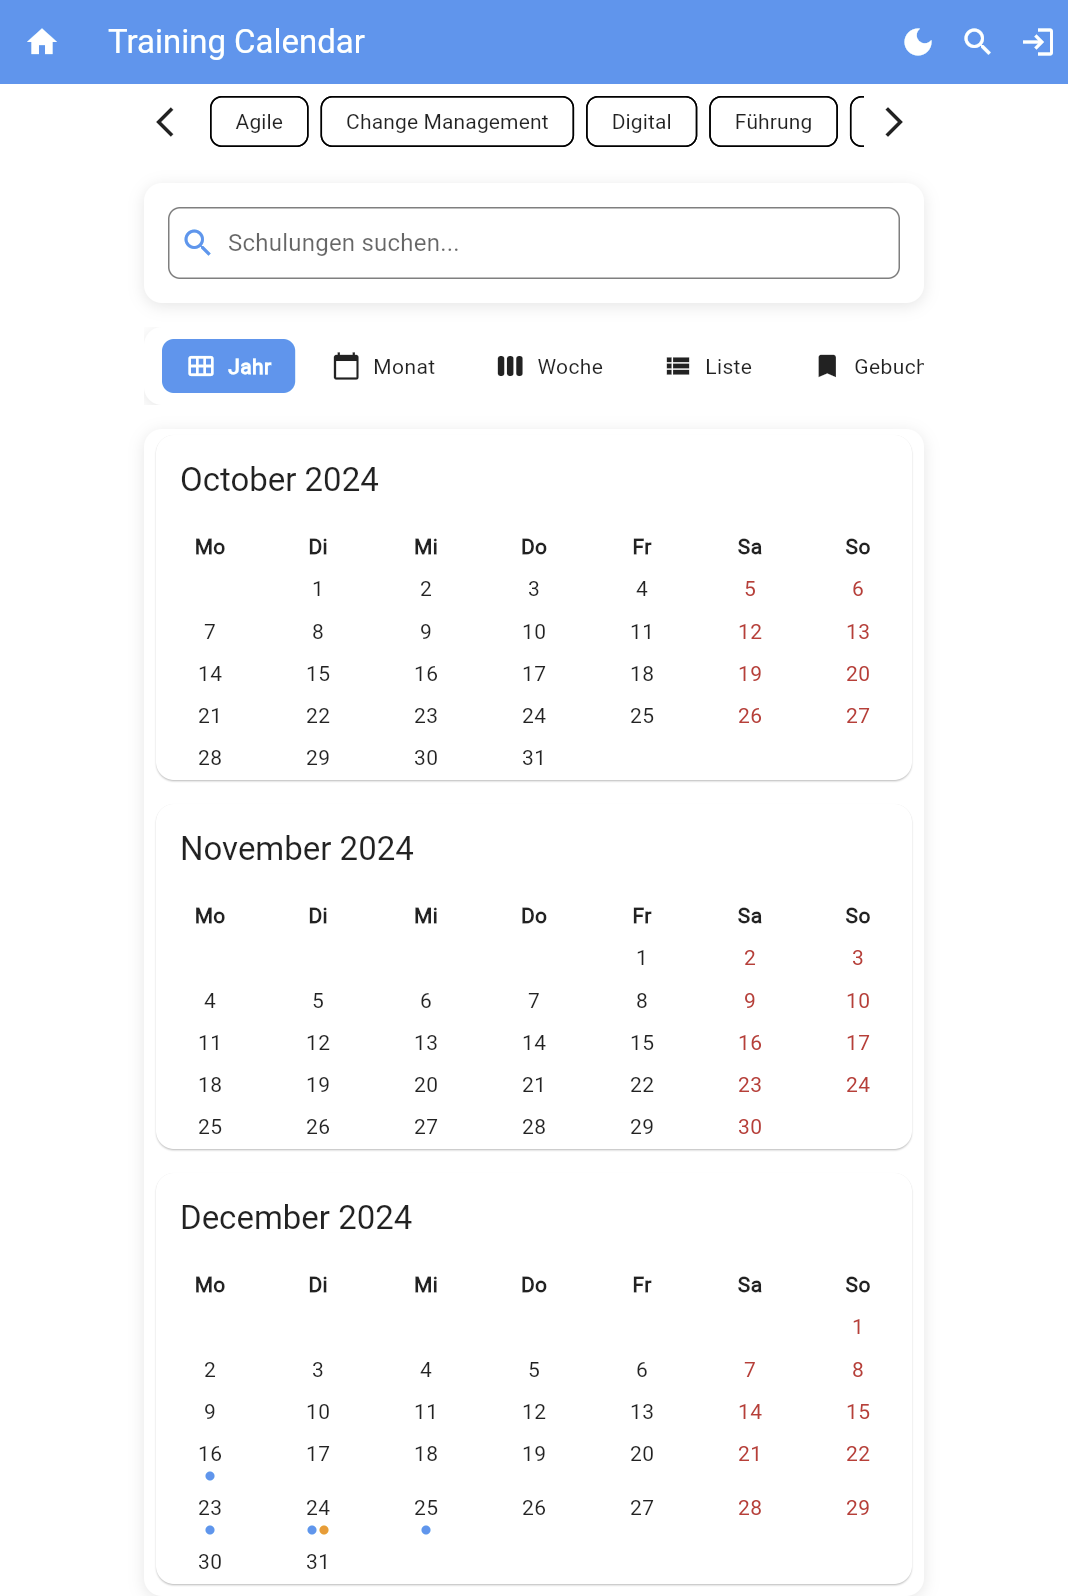 Training Calendar
Agile Change Management Digital Führung
Schulungen suchen...
Jahr Monat Woche Liste Gebuch
October 2024
Mo Di Mi Do Fr Sa So
1 2 3 4 5 6
7 8 9 10 11 12 13
14 15 16 17 18 19 20
21 22 23 24 25 26 27
28 29 30 31
November 2024
Mo Di Mi Do Fr Sa So
1 2 3
4 5 6 7 8 9 10
11 12 13 14 15 16 17
18 19 20 21 22 23 24
25 26 27 28 29 30
December 2024
Mo Di Mi Do Fr Sa So
1
2 3 4 5 6 7 8
9 10 11 12 13 14 15
16 17 18 19 20 21 22
23 24 25 26 27 28 29
30 31